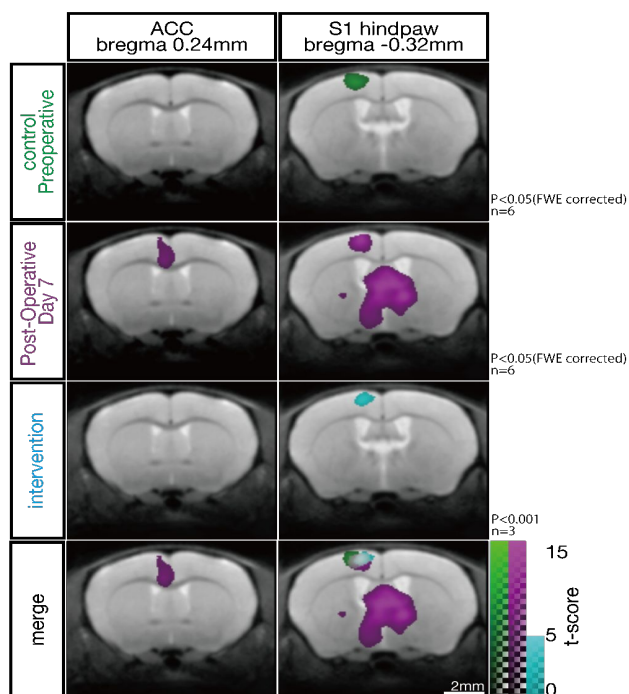 ACC
bregma 0.24mm
S1 hindpaw
bregma -0.32mm
control
Preoperative
P<0.05(FWE corrected)
n=6
Post-Operative
Day 7
P<0.05(FWE corrected)
n=6
intervention
P<0.001
n=3
merge
15
5
0
t-score
2mm